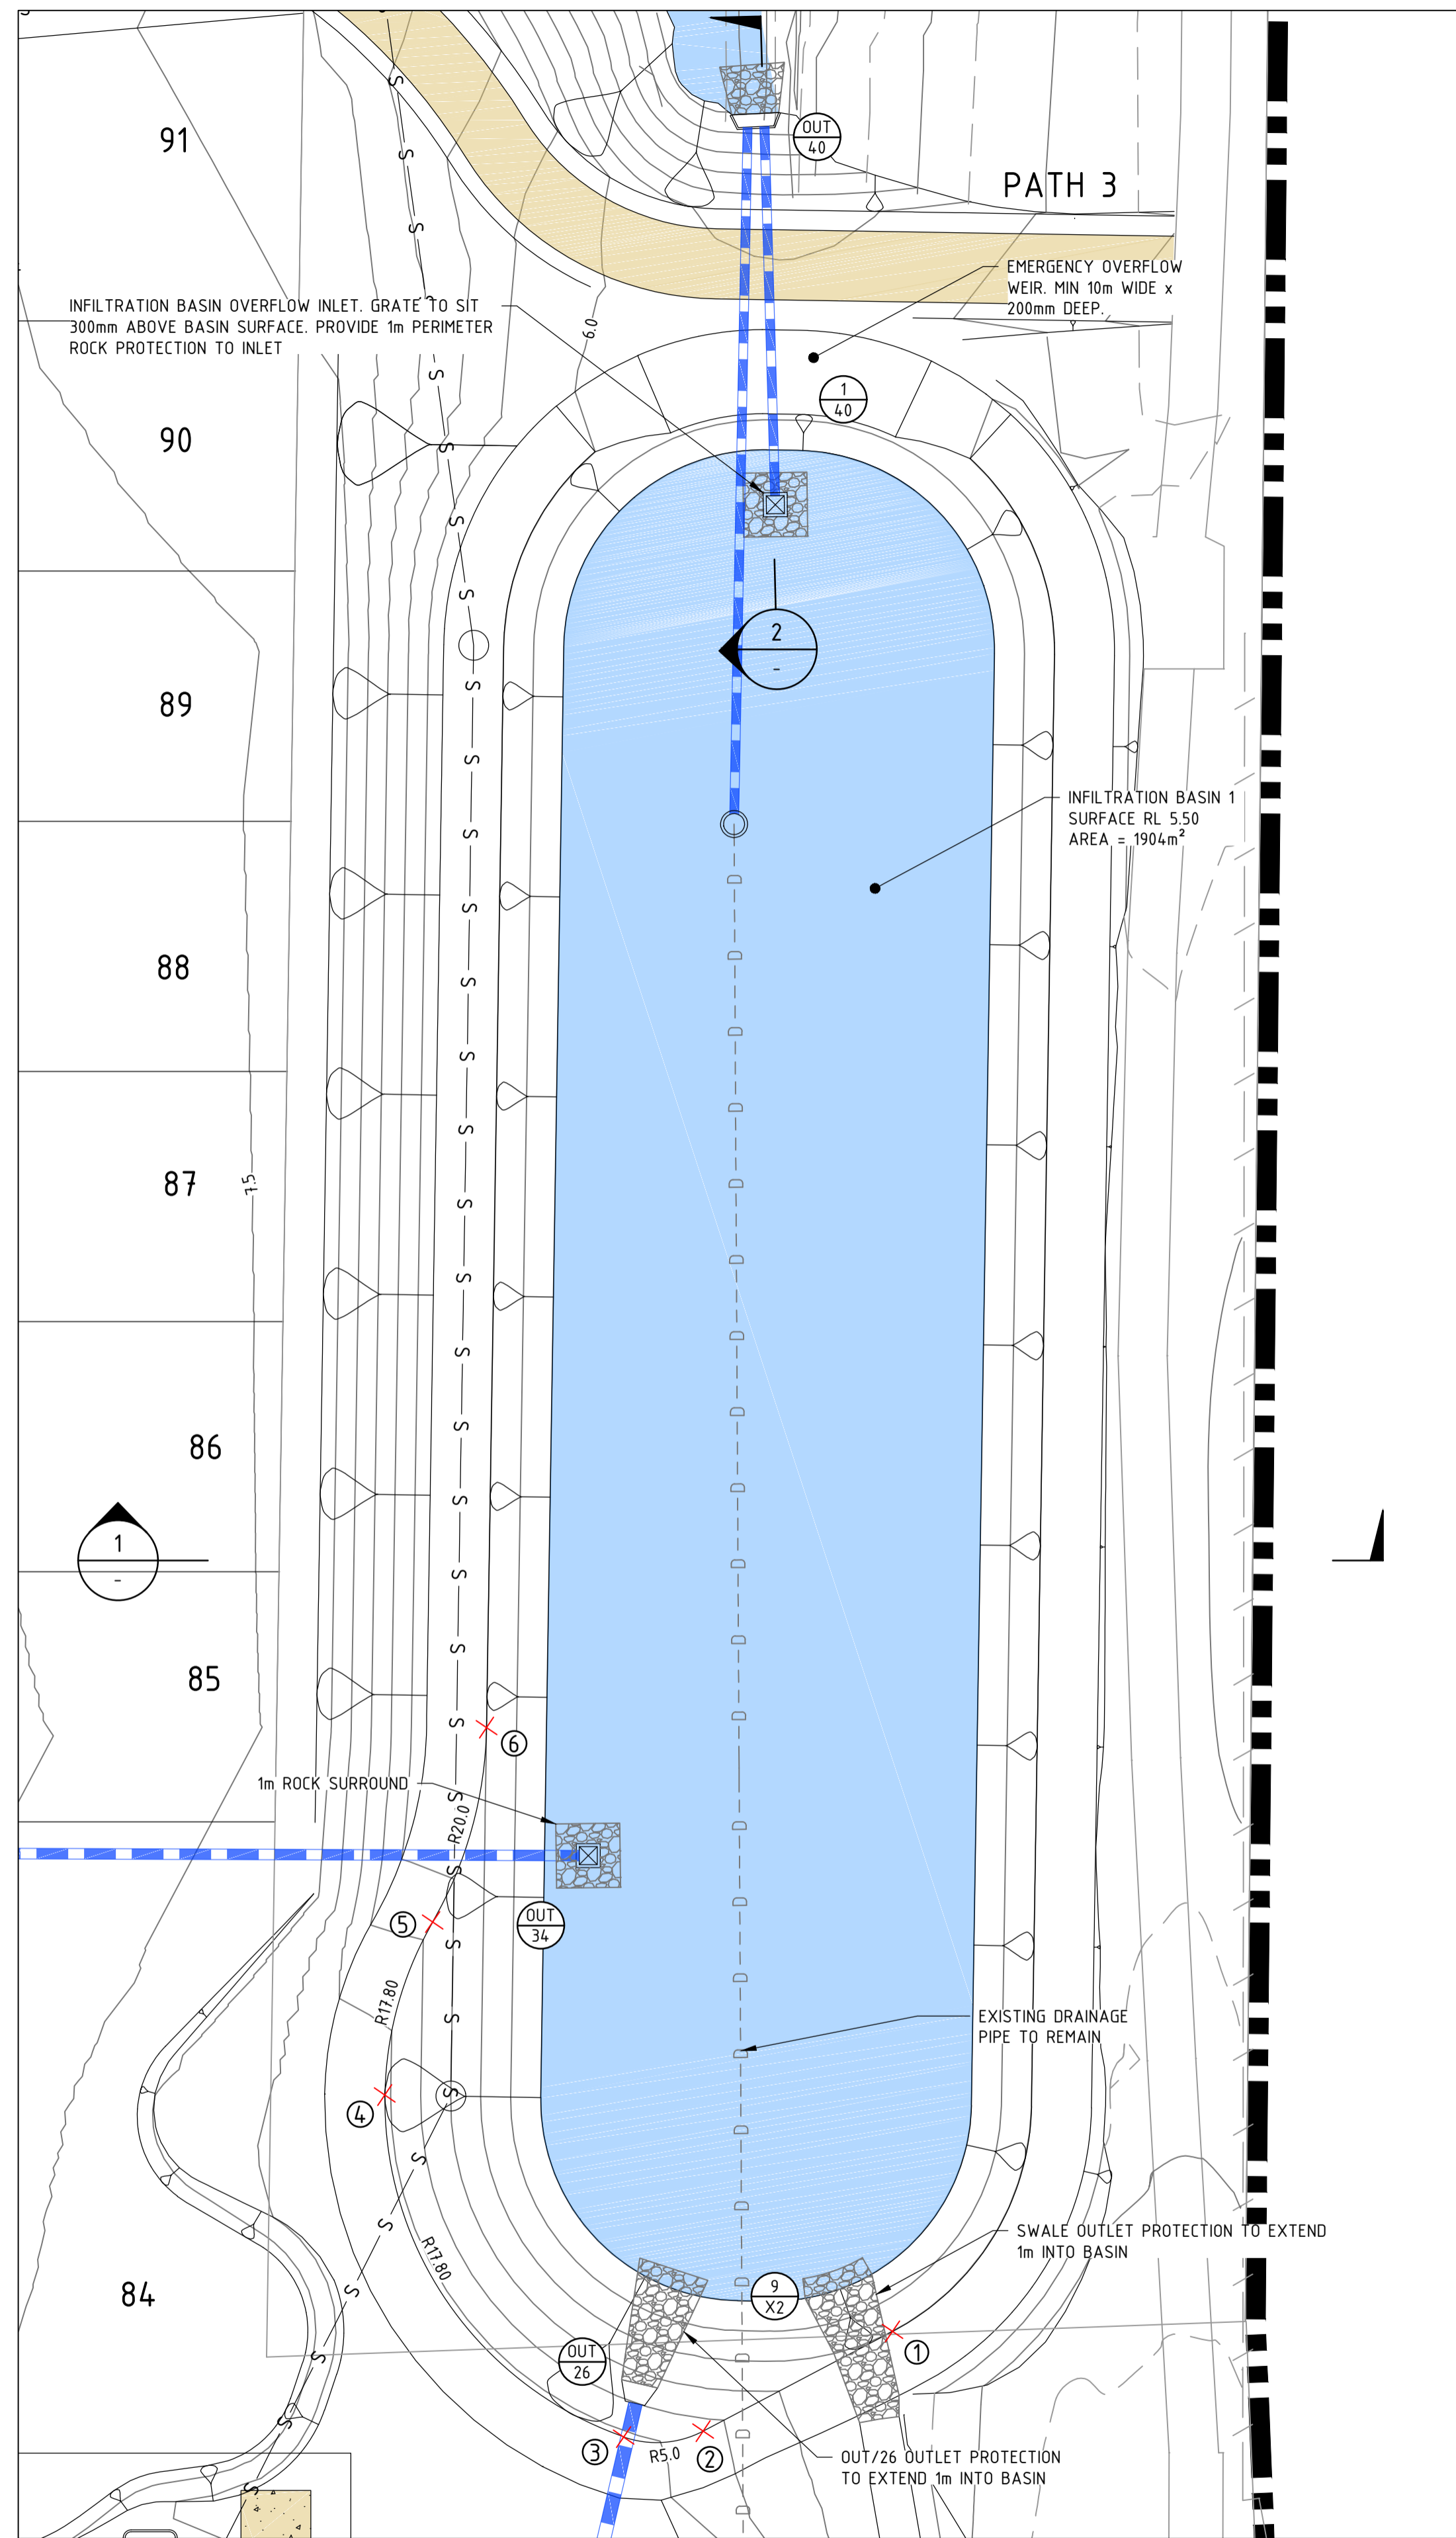 91
OUT
40
PATH 3
EMERGENCY OVERFLOW
WEIR. MIN 10m WIDE x
200mm DEEP.
INFILTRATION BASIN OVERFLOW INLET. GRATE TO SIT
300mm ABOVE BASIN SURFACE. PROVIDE 1m PERIMETER
ROCK PROTECTION TO INLET
6.0
1
40
90
2
-
89
INFILTRATION BASIN 1
SURFACE RL 5.50
AREA = 1904m²
88
87
7.5
86
1
-
85
6
1m ROCK SURROUND
R20.0
5
OUT
34
R17.80
EXISTING DRAINAGE
PIPE TO REMAIN
4
R17.80
SWALE OUTLET PROTECTION TO EXTEND
1m INTO BASIN
84
9
X2
1
OUT
26
3
R5.0
2
OUT/26 OUTLET PROTECTION
TO EXTEND 1m INTO BASIN
S S S S S S S S S S S S S S S S S S S S S S S S S S S S S S S S S S S
D D D D D D D D D D D D D D D D D D D D D D